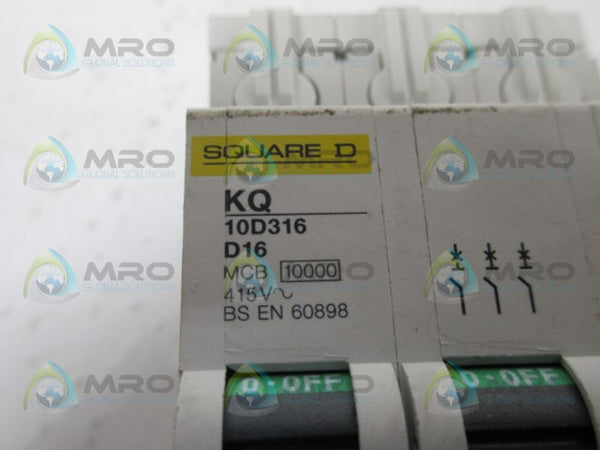 SQUARE D
KQ
10D316
D16
MCB 10000
415V~
BS EN 60898
O·OFF O·OFF
MRO GLOBAL SOLUTIONS